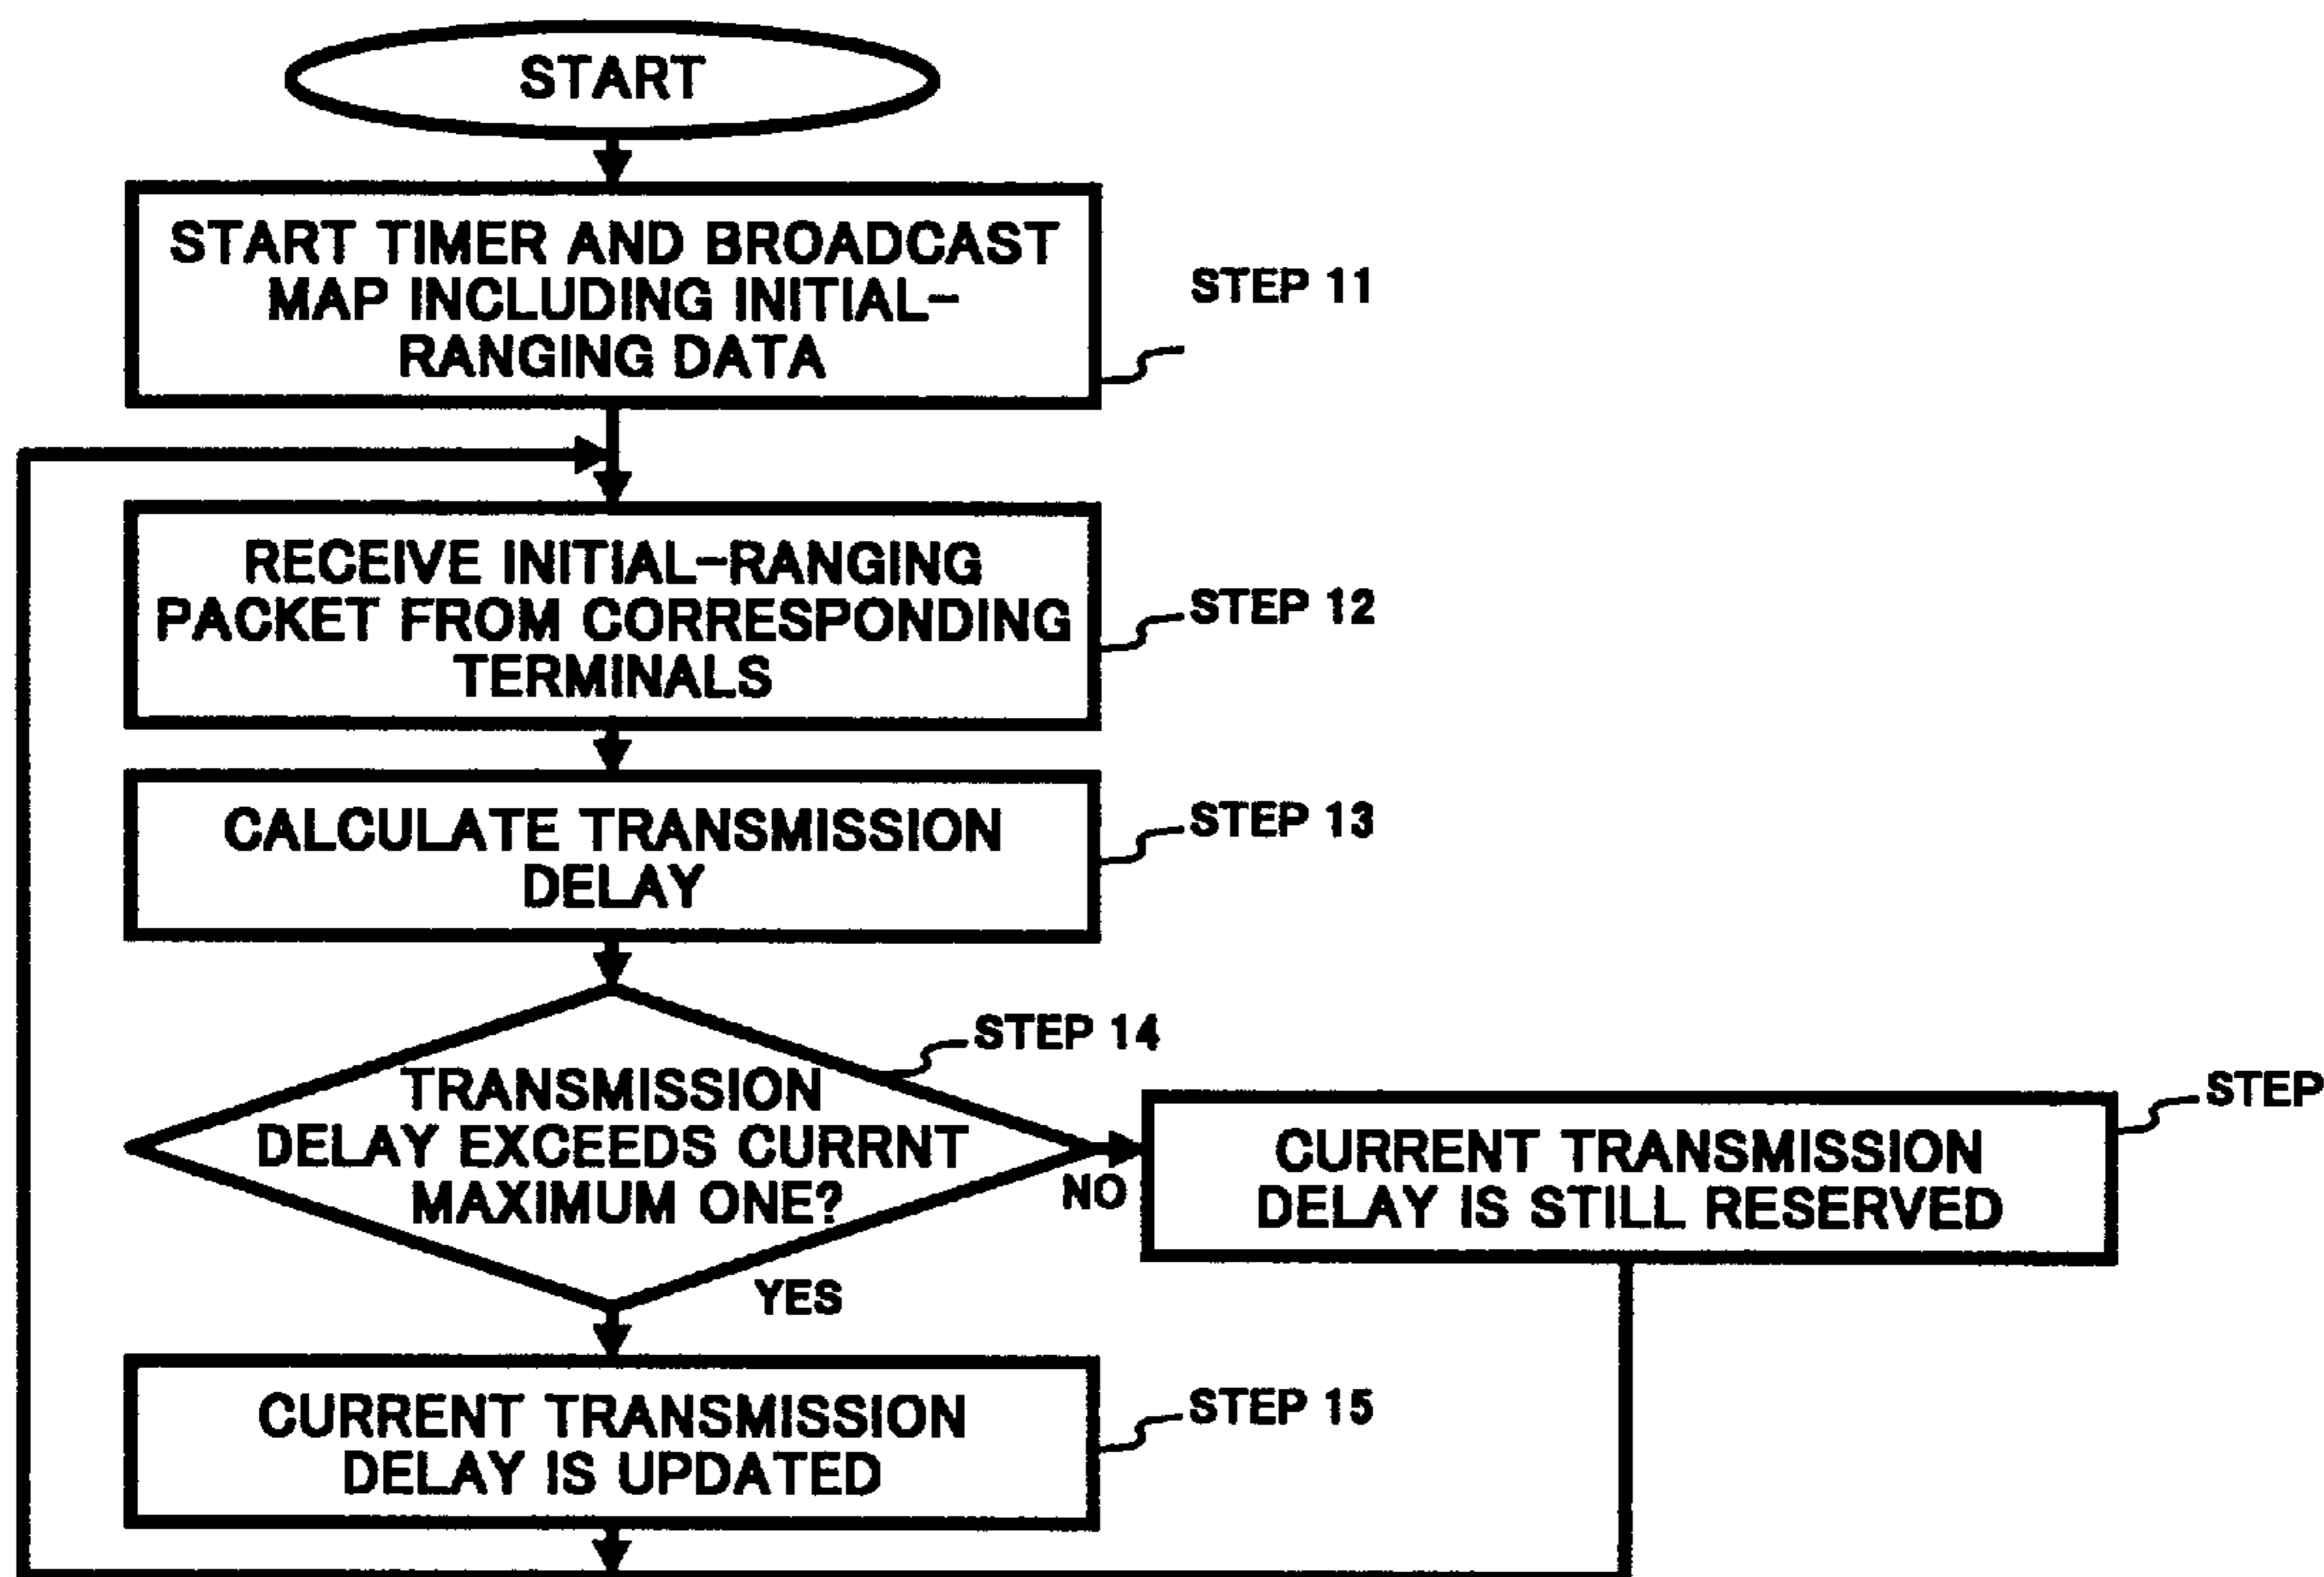 START
START TIMER AND BROADCAST
MAP INCLUDING INITIAL-
RANGING DATA
STEP 11
RECEIVE INITIAL-RANGING
PACKET FROM CORRESPONDING
TERMINALS
STEP 12
CALCULATE TRANSMISSION
DELAY
STEP 13
STEP 14
TRANSMISSION
DELAY EXCEEDS CURRNT
MAXIMUM ONE?
NO
YES
STEP
CURRENT TRANSMISSION
DELAY IS STILL RESERVED
CURRENT TRANSMISSION
DELAY IS UPDATED
STEP 15